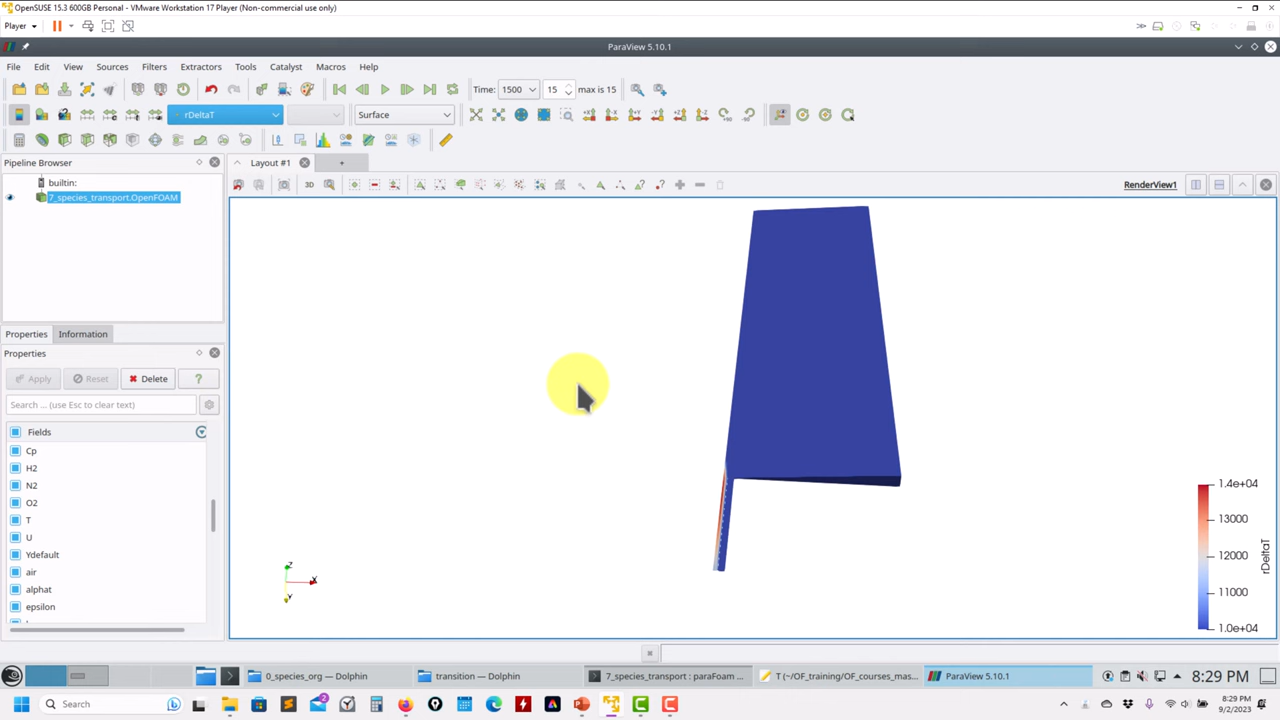 OpenSUSE 15.3 600GB Personal - VMware Workstation 17 Player (Non-commercial use only)
Player
ParaView 5.10.1
File Edit View Sources Filters Extractors Tools Catalyst Macros Help
Time: 1500 15 max is 15
rDeltaT Surface
Pipeline Browser
Layout #1 +
builtin:
7_species_transport.OpenFOAM
3D
RenderView1
Properties Information
Properties
Apply Reset Delete ?
Search ... (use Esc to clear text)
Fields
Cp
H2
N2
O2
T
U
Ydefault
air
alphat
epsilon
Z
X
Y
1.4e+04
13000
12000
11000
1.0e+04
rDeltaT
0_species_org — Dolphin
transition — Dolphin
7_species_transport : paraFoam ...
T (~/OF_training/OF_courses_mas...
ParaView 5.10.1
8:29 PM
Search
2
8:29 PM
9/2/2023